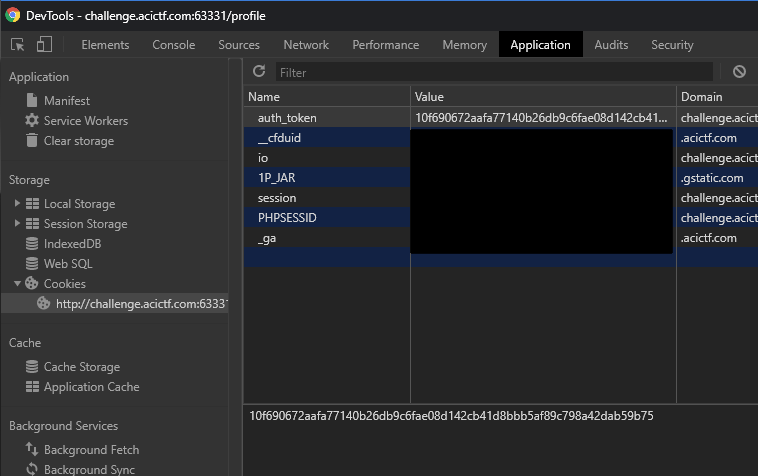 DevTools - challenge.acictf.com:63331/profile
Elements Console Sources Network Performance Memory Application Audits Security
Application
Manifest
Service Workers
Clear storage
Storage
Local Storage
Session Storage
IndexedDB
Web SQL
Cookies
http://challenge.acictf.com:63331
Cache
Cache Storage
Application Cache
Background Services
Background Fetch
Background Sync
Filter
Name Value Domain
auth_token 10f690672aafa77140b26db9c6fae08d142cb41... challenge.acict
__cfduid .acictf.com
io challenge.acict
1P_JAR .gstatic.com
session challenge.acict
PHPSESSID challenge.acict
_ga .acictf.com
10f690672aafa77140b26db9c6fae08d142cb41d8bbb5af89c798a42dab59b75